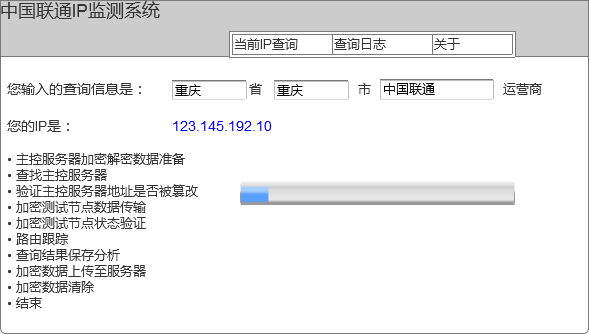 中国联通IP监测系统
当前IP查询 查询日志 关于
您输入的查询信息是： 重庆 省 重庆 市 中国联通 运营商
您的IP是： 123.145.192.10
• 主控服务器加密解密数据准备
• 查找主控服务器
• 验证主控服务器地址是否被篡改
• 加密测试节点数据传输
• 加密测试节点状态验证
• 路由跟踪
• 查询结果保存分析
• 加密数据上传至服务器
• 加密数据清除
• 结束